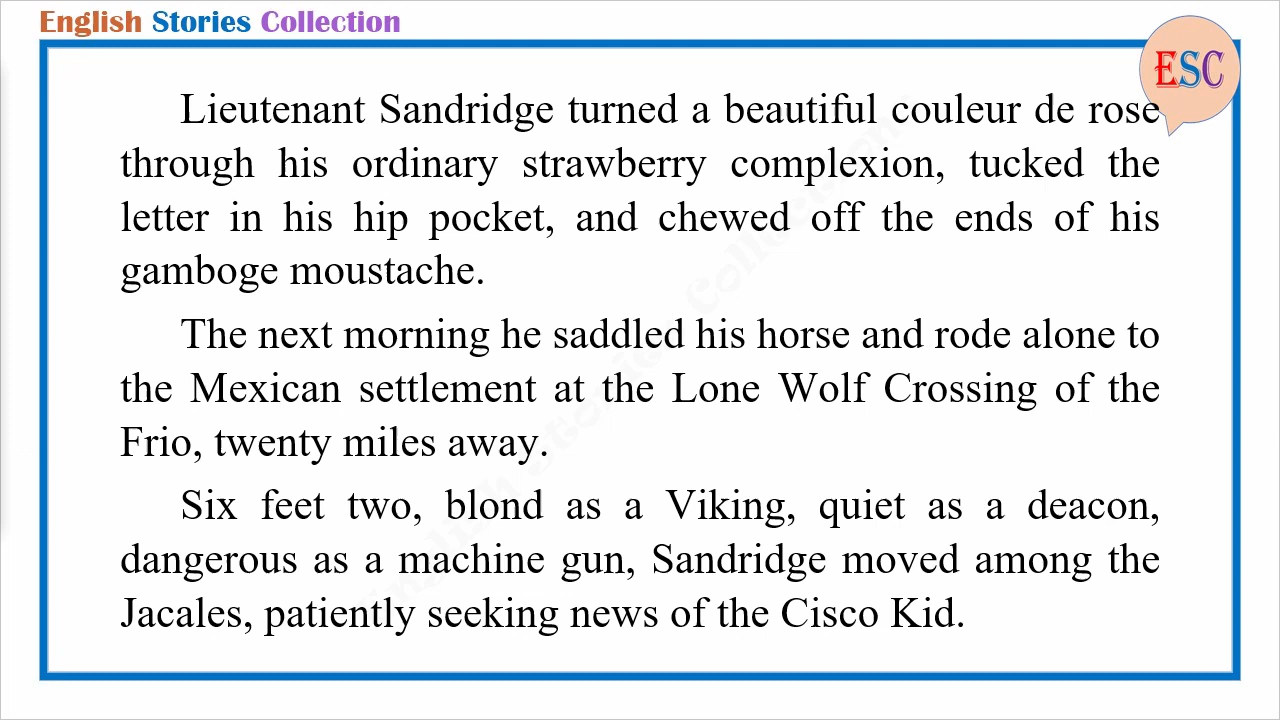 English Stories Collection
ESC
Lieutenant Sandridge turned a beautiful couleur de rose
through his ordinary strawberry complexion, tucked the
letter in his hip pocket, and chewed off the ends of his
gamboge moustache.
The next morning he saddled his horse and rode alone to
the Mexican settlement at the Lone Wolf Crossing of the
Frio, twenty miles away.
Six feet two, blond as a Viking, quiet as a deacon,
dangerous as a machine gun, Sandridge moved among the
Jacales, patiently seeking news of the Cisco Kid.
English Stories Collection